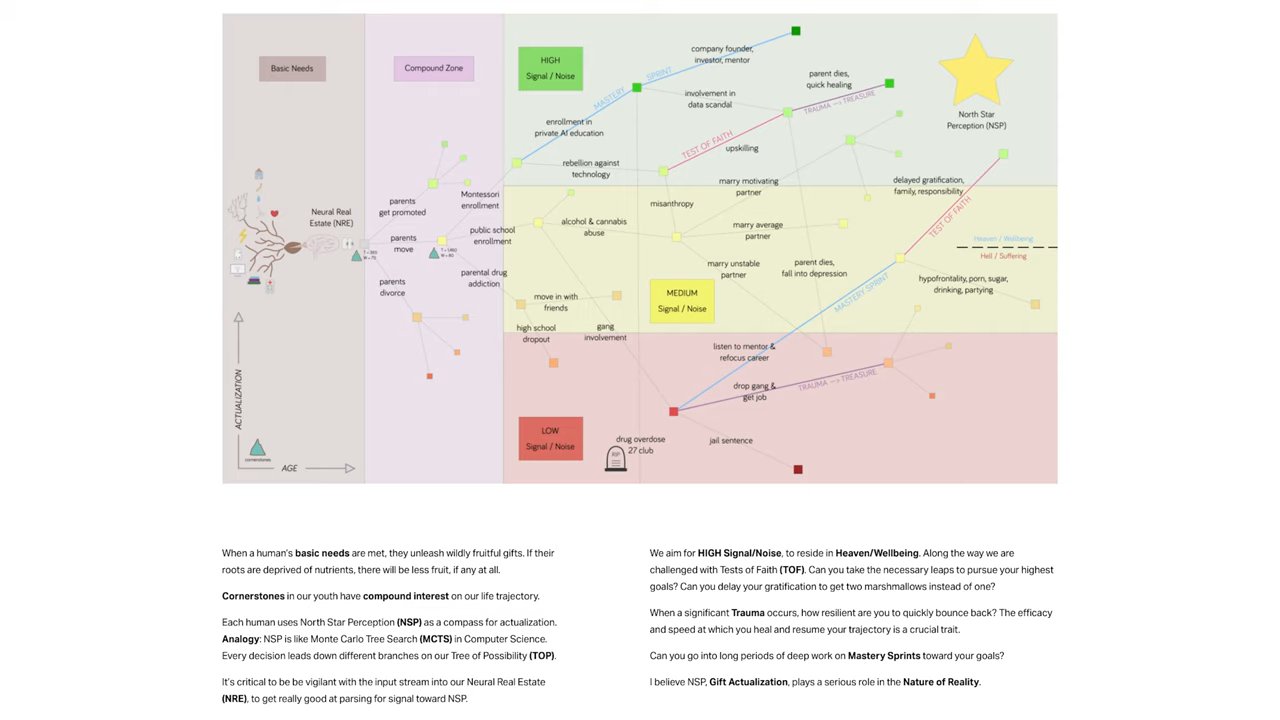 Basic Needs
Compound Zone
HIGH
Signal / Noise
company founder,
investor, mentor
SPRINT
MASTERY
involvement in
data scandal
enrollment in
private AI education
parent dies,
quick healing
TRAUMA --> TREASURE
North Star
Perception (NSP)
TEST OF FAITH
upskilling
rebellion against
technology
Montessori
enrollment
parents
get promoted
marry motivating
partner
delayed gratification,
family, responsibility
misanthropy
Neural Real
Estate (NRE)
public school
enrollment
alcohol & cannabis
abuse
marry average
partner
TEST OF FAITH
parents
move
Heaven / Wellbeing
Hell / Suffering
parental drug
addiction
marry unstable
partner
parent dies,
fall into depression
hypofrontality, porn, sugar,
drinking, partying
parents
divorce
MEDIUM
Signal / Noise
MASTERY SPRINT
move in with
friends
high school
dropout
gang
involvement
listen to mentor &
refocus career
drop gang &
get job
TRAUMA --> TREASURE
ACTUALIZATION
LOW
Signal / Noise
drug overdose
27 club
RIP
jail sentence
cornerstones
AGE
When a human's basic needs are met, they unleash wildly fruitful gifts. If their
roots are deprived of nutrients, there will be less fruit, if any at all.
Cornerstones in our youth have compound interest on our life trajectory.
Each human uses North Star Perception (NSP) as a compass for actualization.
Analogy: NSP is like Monte Carlo Tree Search (MCTS) in Computer Science.
Every decision leads down different branches on our Tree of Possibility (TOP).
It's critical to be be vigilant with the input stream into our Neural Real Estate
(NRE), to get really good at parsing for signal toward NSP.
We aim for HIGH Signal/Noise, to reside in Heaven/Wellbeing. Along the way we are
challenged with Tests of Faith (TOF). Can you take the necessary leaps to pursue your highest
goals? Can you delay your gratification to get two marshmallows instead of one?
When a significant Trauma occurs, how resilient are you to quickly bounce back? The efficacy
and speed at which you heal and resume your trajectory is a crucial trait.
Can you go into long periods of deep work on Mastery Sprints toward your goals?
I believe NSP, Gift Actualization, plays a serious role in the Nature of Reality.